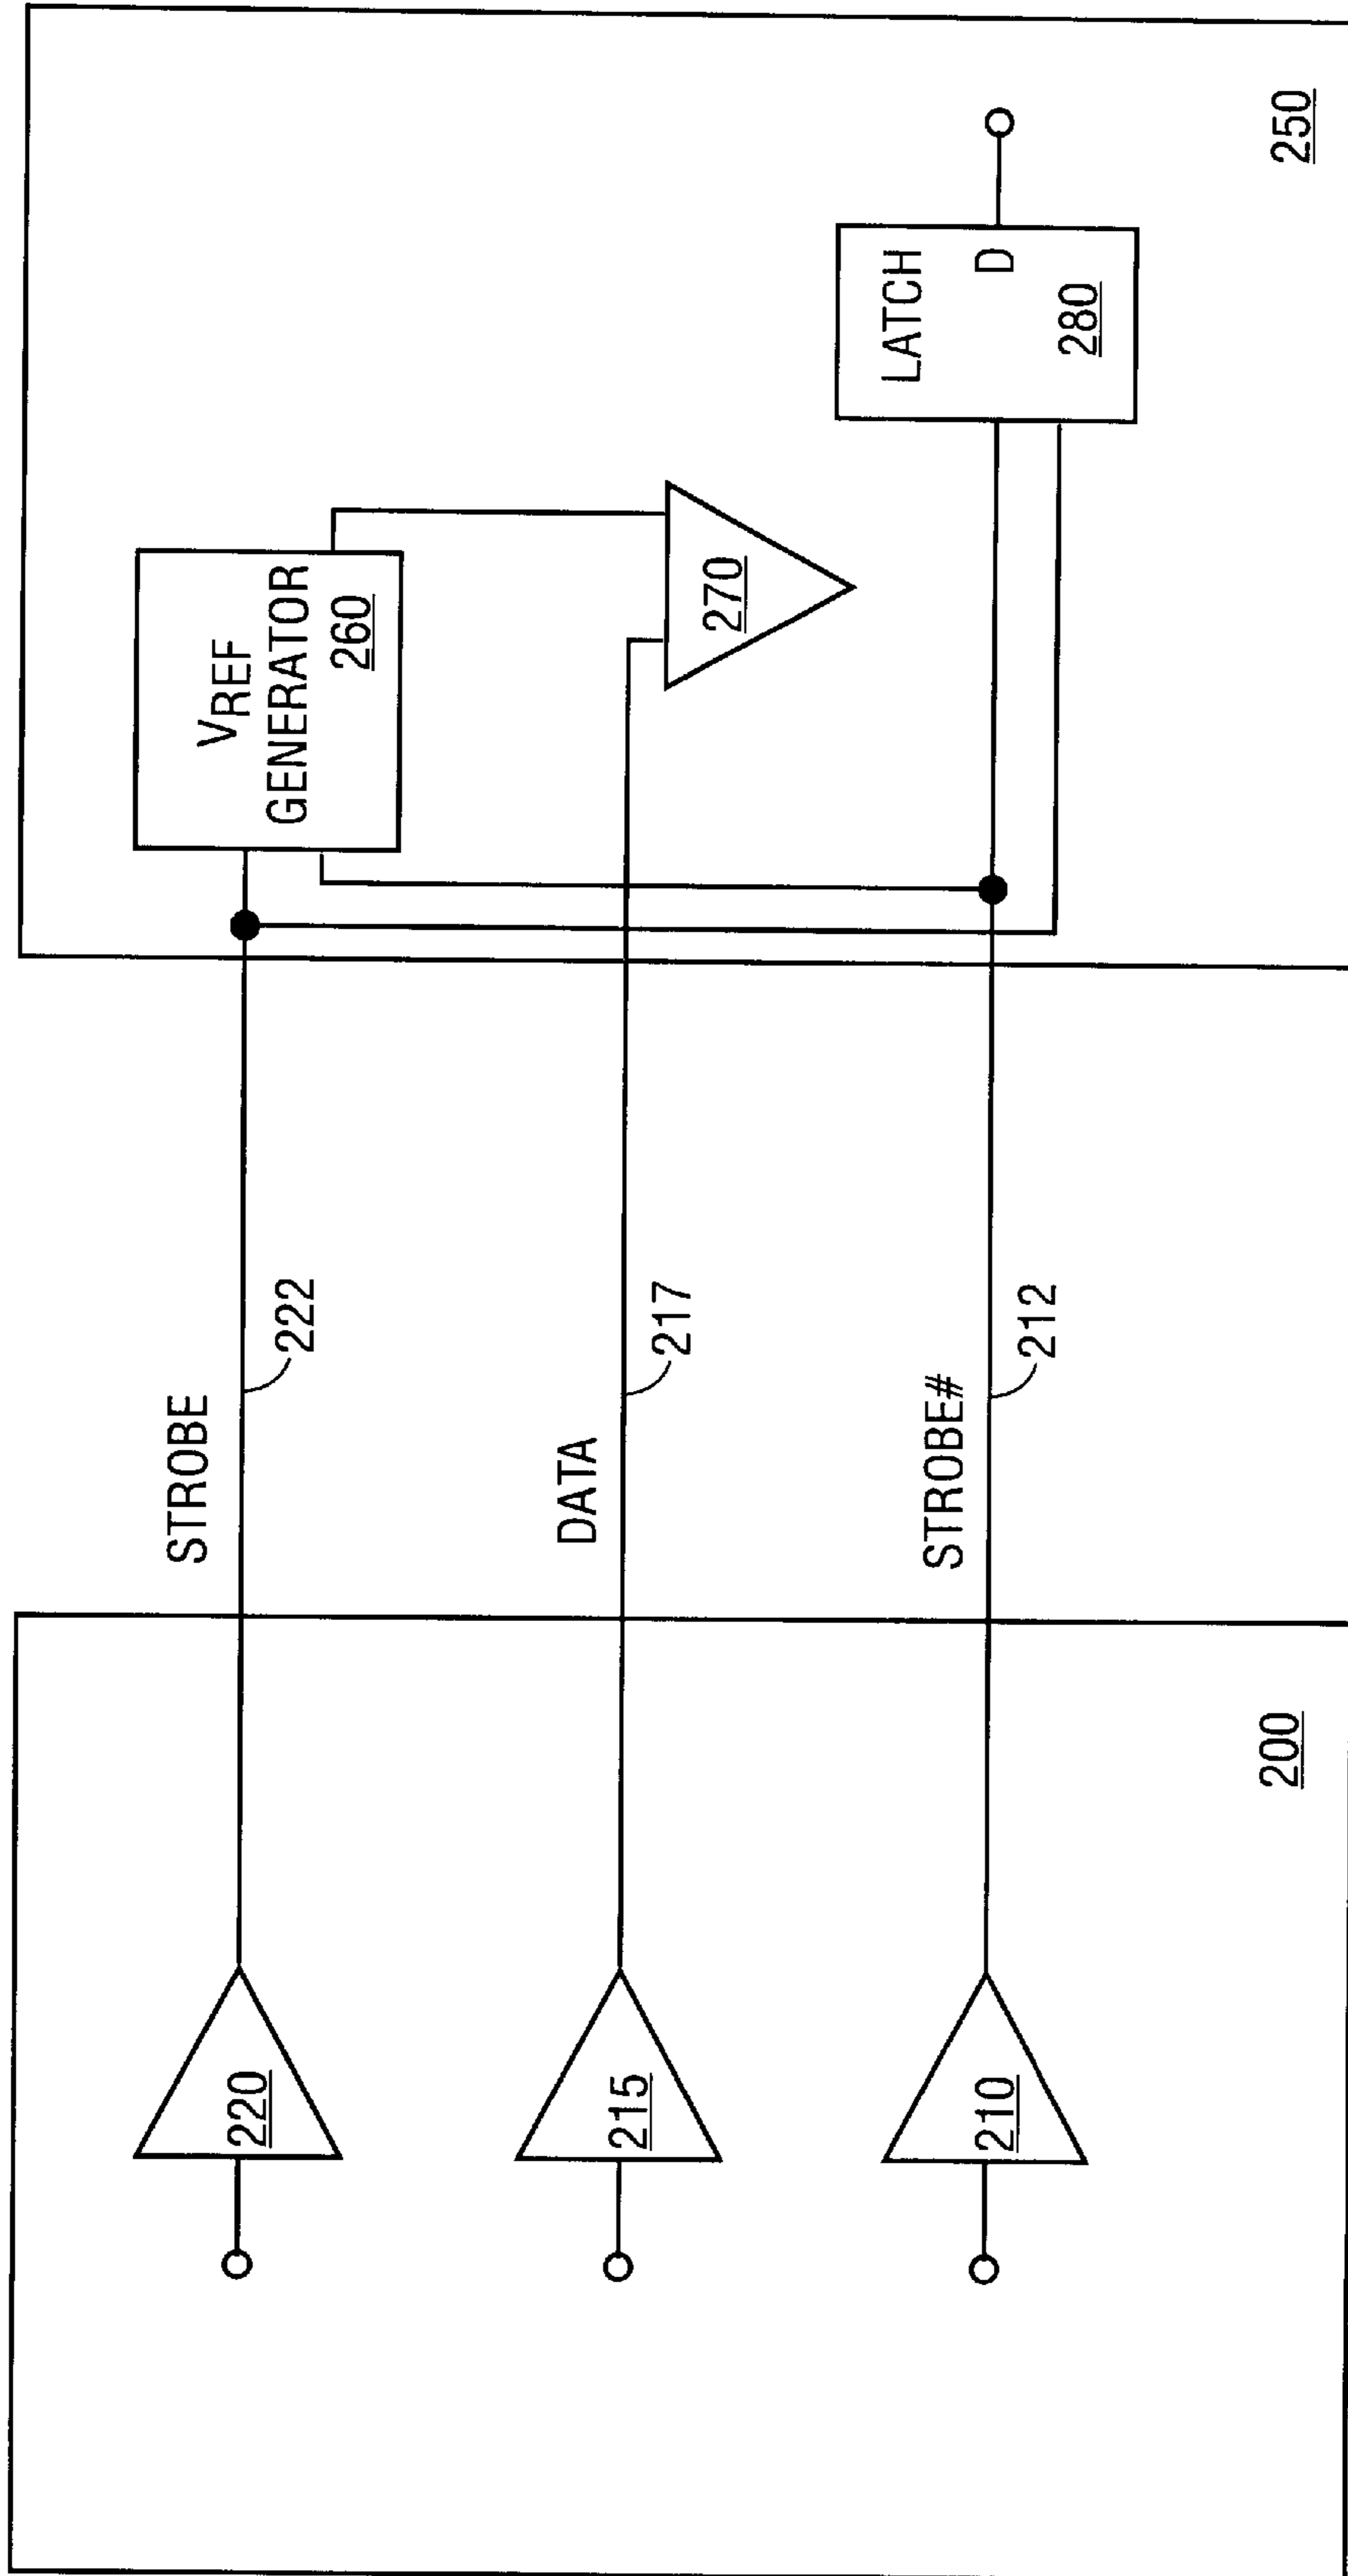 STROBE
222
DATA
217
STROBE#
212
220
215
210
200
VREF
GENERATOR
260
270
LATCH
D
280
250